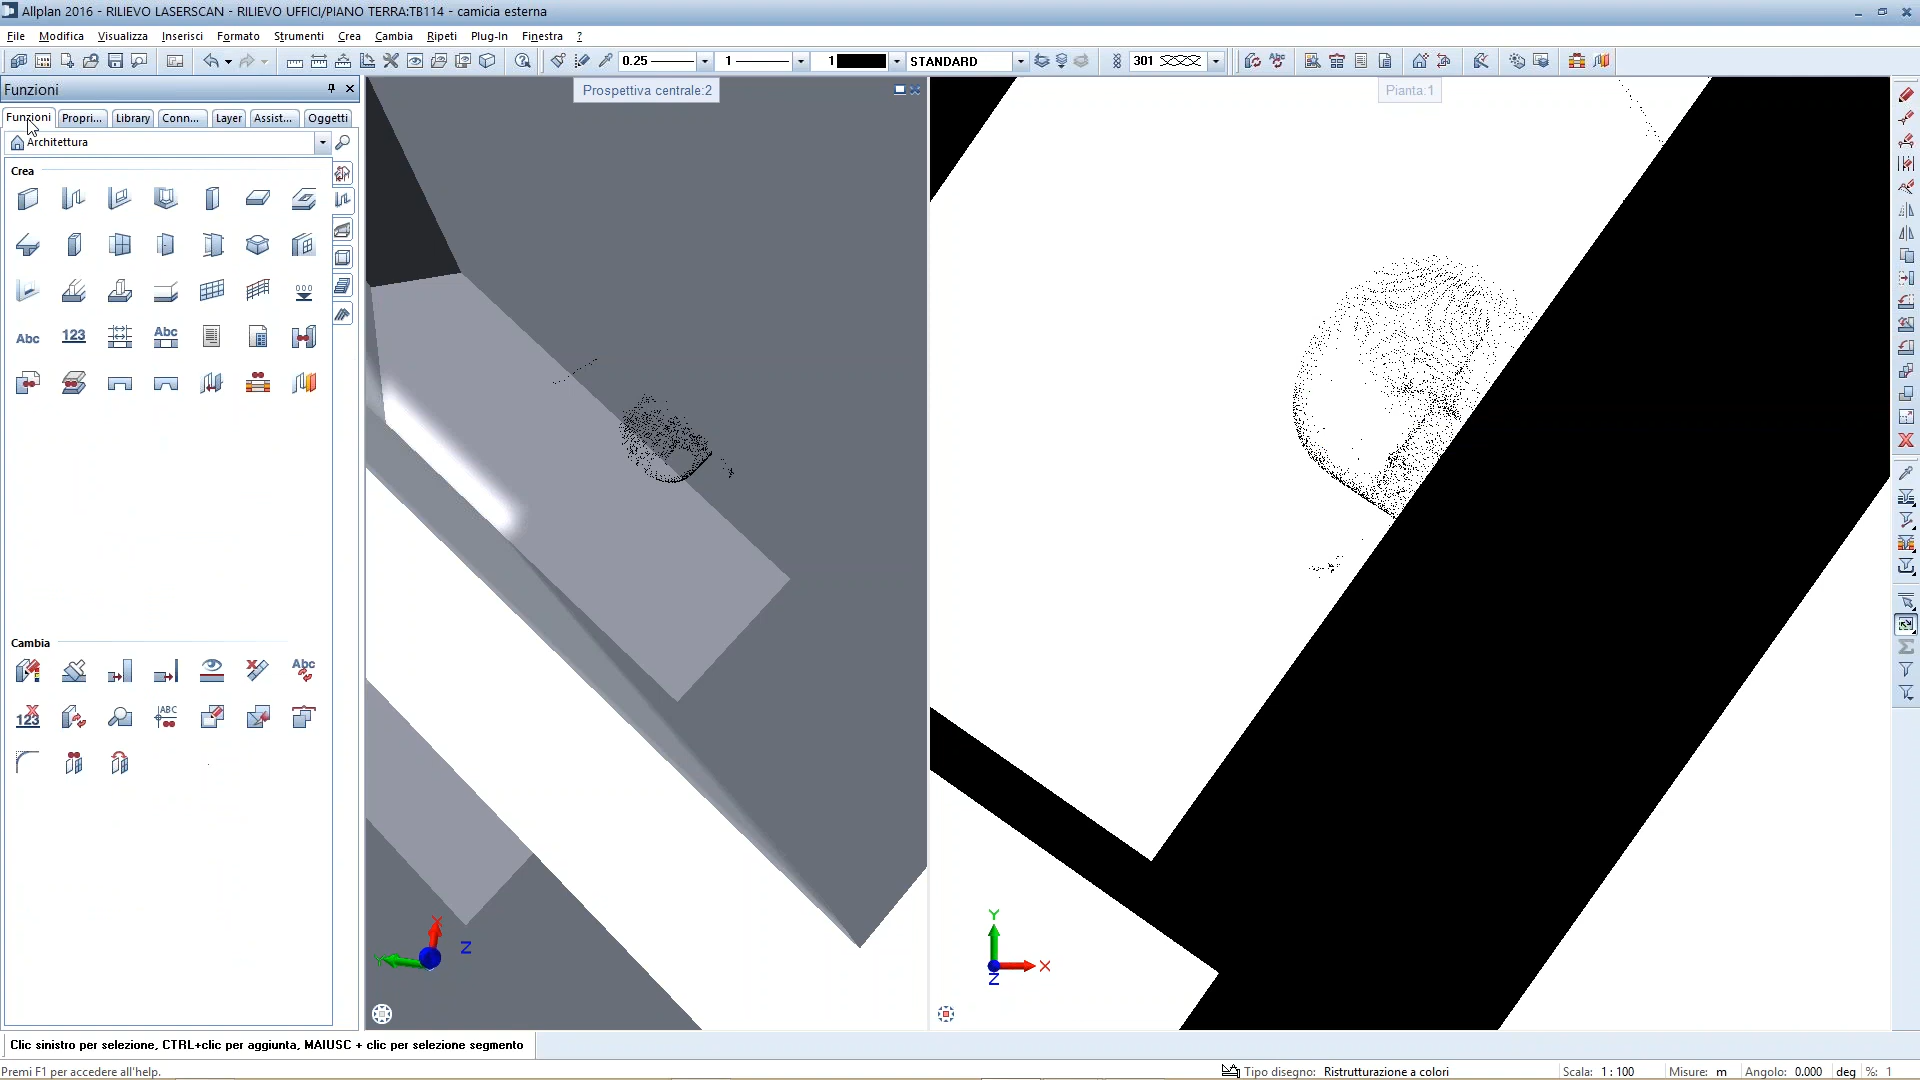 Allplan 2016 - RILIEVO LASERSCAN - RILIEVO UFFICI/PIANO TERRA:TB114 - camicia esterna
File Modifica Visualizza Inserisci Formato Strumenti Crea Cambia Ripeti Plug-In Finestra ?
0.25 1 1 STANDARD 301
Funzioni
Prospettiva centrale:2
Pianta:1
Funzioni Propri... Library Conn... Layer Assist... Oggetti
Architettura
Crea
Abc 123 Abc
Cambia
Abc
123 ABC
X
Y Z
Y
X
Z
Clic sinistro per selezione, CTRL+clic per aggiunta, MAIUSC + clic per selezione segmento
Premi F1 per accedere all'help.
Tipo disegno: Ristrutturazione a colori Scala: 1 : 100 Misure: m Angolo: 0.000 deg %: 1